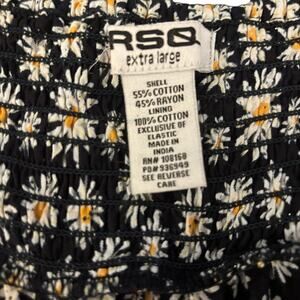 RSQ
extra large
SHELL
55% COTTON
45% RAYON
LINING
100% COTTON
EXCLUSIVE OF
ELASTIC
MADE IN
INDIA
RN# 108168
PO# 936949
SEE REVERSE
CARE